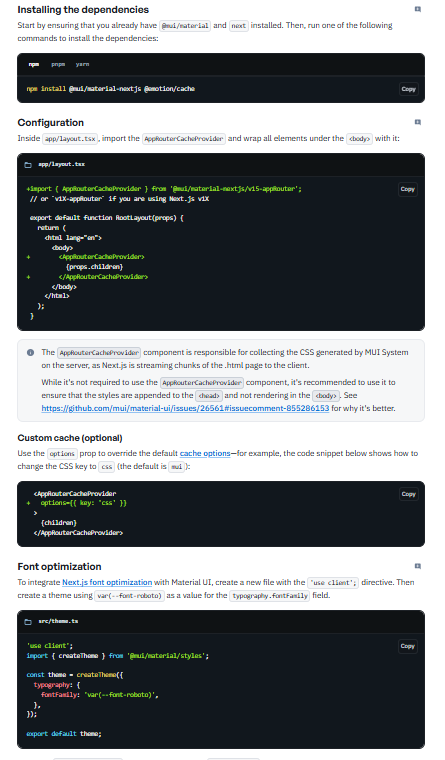 Installing the dependencies
Start by ensuring that you already have @mui/material and next installed. Then, run one of the following
commands to install the dependencies:
npm pnpm yarn
npm install @mui/material-nextjs @emotion/cache
Copy
Configuration
Inside app/layout.tsx, import the AppRouterCacheProvider and wrap all elements under the <body> with it:
app/layout.tsx
Copy
+import { AppRouterCacheProvider } from '@mui/material-nextjs/v15-appRouter';
// or `v1X-appRouter` if you are using Next.js v1X
export default function RootLayout(props) {
return (
<html lang="en">
<body>
+ <AppRouterCacheProvider>
{props.children}
+ </AppRouterCacheProvider>
</body>
</html>
);
}
The AppRouterCacheProvider component is responsible for collecting the CSS generated by MUI System
on the server, as Next.js is streaming chunks of the .html page to the client.
While it's not required to use the AppRouterCacheProvider component, it's recommended to use it to
ensure that the styles are appended to the <head> and not rendering in the <body>. See
https://github.com/mui/material-ui/issues/26561#issuecomment-855286153 for why it's better.
Custom cache (optional)
Use the options prop to override the default cache options—for example, the code snippet below shows how to
change the CSS key to css (the default is mui):
Copy
<AppRouterCacheProvider
+ options={{ key: 'css' }}
>
{children}
</AppRouterCacheProvider>
Font optimization
To integrate Next.js font optimization with Material UI, create a new file with the 'use client'; directive. Then
create a theme using var(--font-roboto) as a value for the typography.fontFamily field.
src/theme.ts
Copy
'use client';
import { createTheme } from '@mui/material/styles';
const theme = createTheme({
typography: {
fontFamily: 'var(--font-roboto)',
},
});
export default theme;